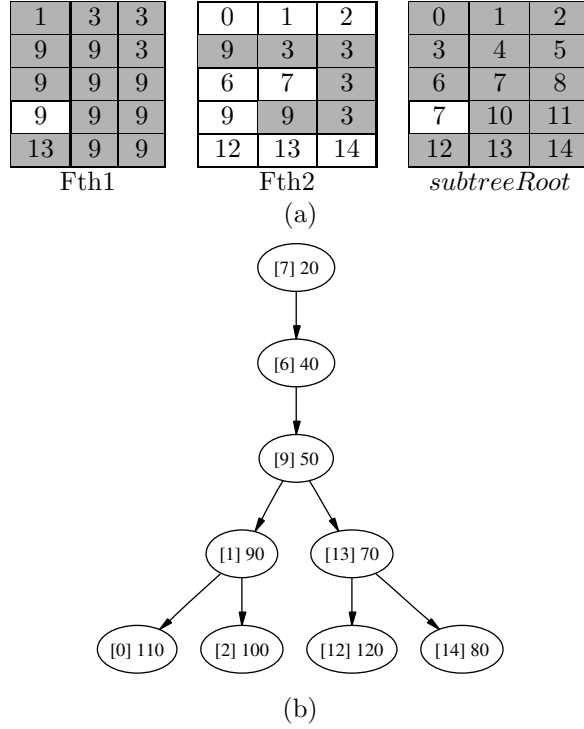 1 3 3 0 1 2 0 1 2
9 9 3 9 3 3 3 4 5
9 9 9 6 7 3 6 7 8
9 9 9 9 9 3 7 10 11
13 9 9 12 13 14 12 13 14
Fth1 Fth2 subtreeRoot
(a)
[7] 20
[6] 40
[9] 50
[1] 90 [13] 70
[0] 110 [2] 100 [12] 120 [14] 80
(b)